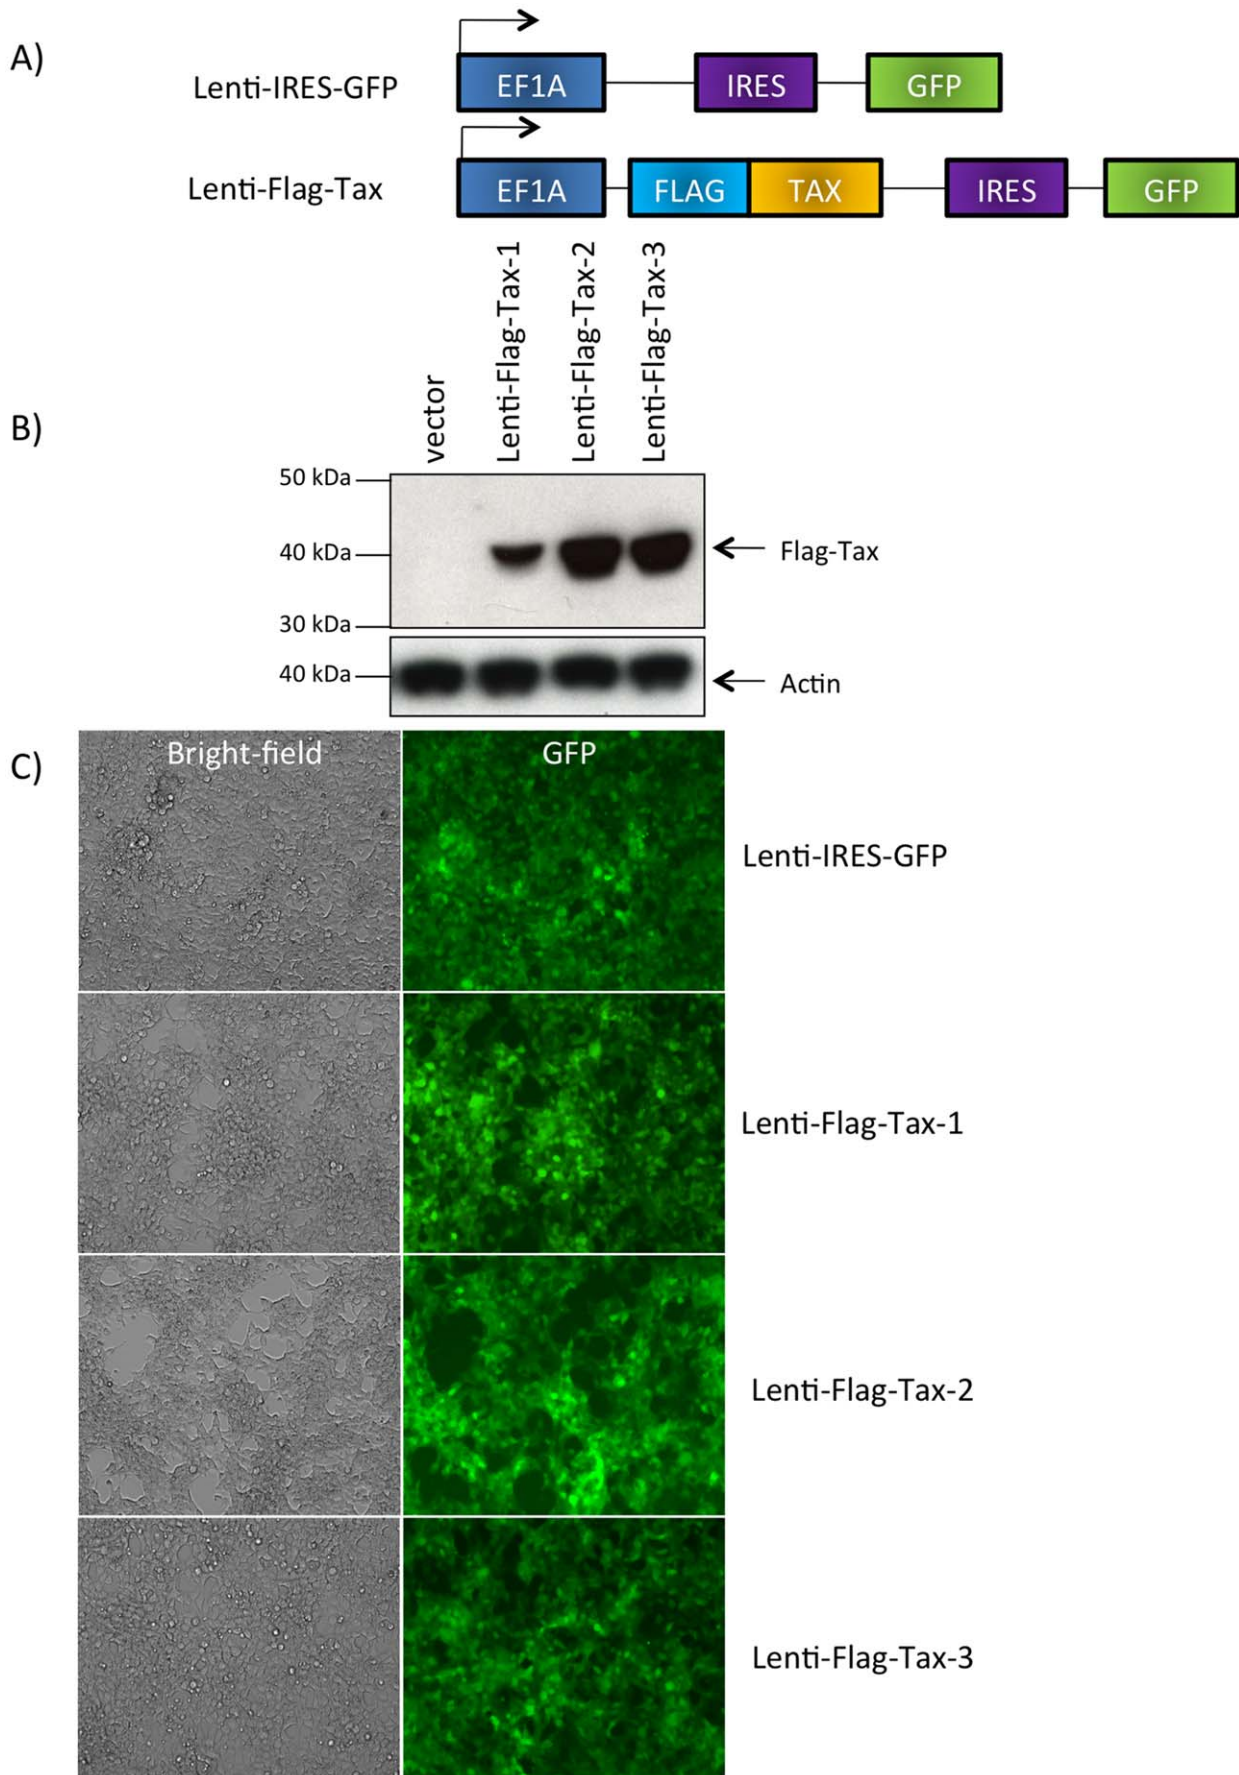 A)
Lenti-IRES-GFP
EF1A
IRES
GFP
Lenti-Flag-Tax
EF1A
FLAG
TAX
IRES
GFP
B)
vector
Lenti-Flag-Tax-1
Lenti-Flag-Tax-2
Lenti-Flag-Tax-3
50 kDa
40 kDa
Flag-Tax
30 kDa
40 kDa
Actin
C)
Bright-field
GFP
Lenti-IRES-GFP
Lenti-Flag-Tax-1
Lenti-Flag-Tax-2
Lenti-Flag-Tax-3